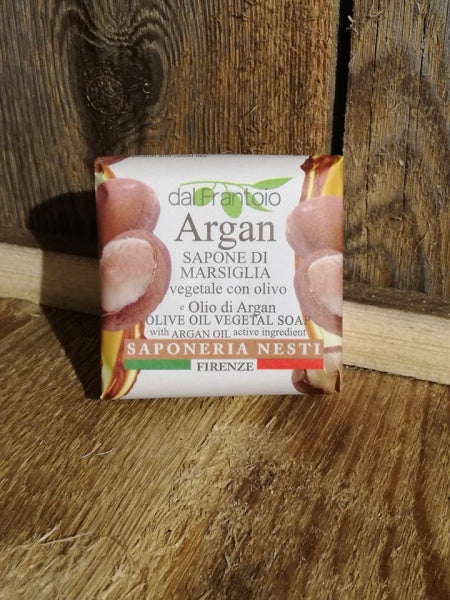 dal Frantoio
Argan
SAPONE DI
MARSIGLIA
vegetale con olivo
e Olio di Argan
OLIVE OIL VEGETAL SOAP
with ARGAN OIL active ingredient
SAPONERIA NESTI
FIRENZE